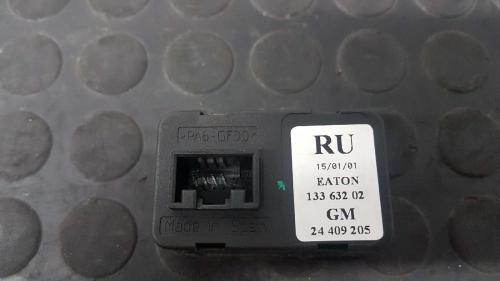 >PA6-GF30<
Made in Spain
RU
15/01/01
EATON
133 632 02
GM
24 409 205